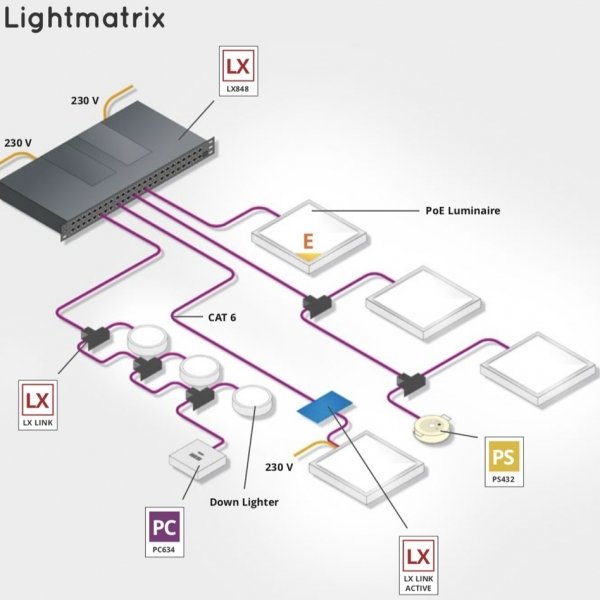 Lightmatrix
LX
LX848
230 V
230 V
E
PoE Luminaire
CAT 6
LX
LX LINK
PC
PC634
Down Lighter
230 V
PS
PS432
LX
LX LINK
ACTIVE